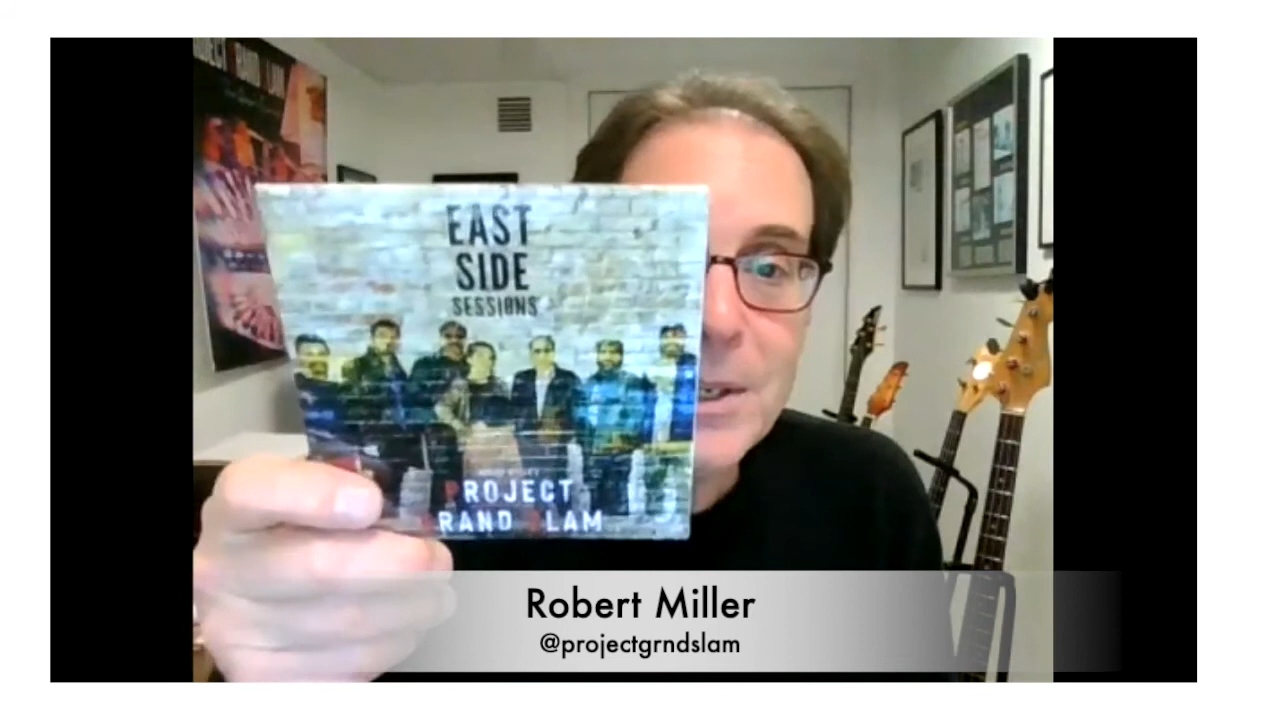 EAST
SIDE
SESSIONS
PROJECT
GRAND SLAM
Robert Miller
@projectgrndslam